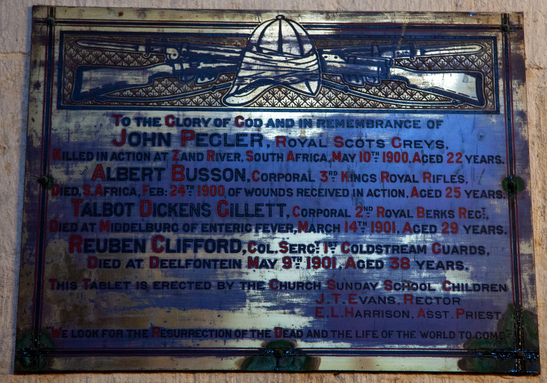 To the Glory of God and in remembrance of
John Pegler, Royal Scots Greys,
Killed in action at Zand River, South Africa, May 10TH 1900, Aged 22 years.
Albert Busson, Corporal 3RD Kings Royal Rifles,
Died, S. Africa, Feb: 24TH 1900, of wounds received in action, Aged 25 years.
Talbot Dickens Gillett, Corporal 2ND Royal Berks Regt,
Died at Middelburg of enteric fever, March 14TH 1901, Aged 29 years.
Reuben Clifford, Col. Sergt 1ST Coldstream Guards,
Died at Deelfontein May 9TH 1901, Aged 38 years.
This Tablet is erected by the Church Sunday School Children
J.T. Evans, Rector
E.L. Harrison, Asst. Priest
We look for the Resurrection of the Dead and the life of the world to come